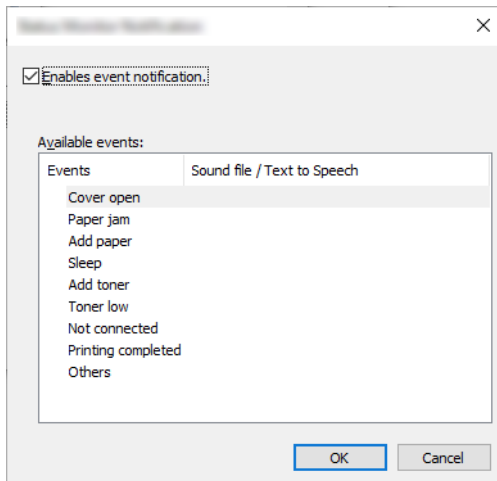 Enables event notification.
Available events:
Events Sound file / Text to Speech
Cover open
Paper jam
Add paper
Sleep
Add toner
Toner low
Not connected
Printing completed
Others
OK Cancel